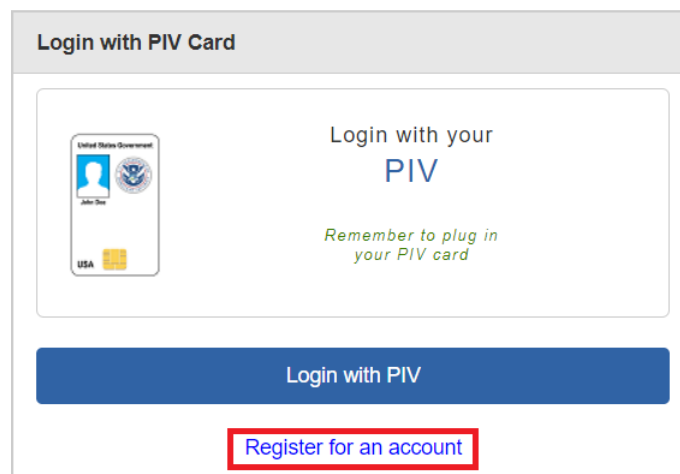 Login with PIV Card
United States Government
John Doe
USA
Login with your
PIV
Remember to plug in
your PIV card
Login with PIV
Register for an account